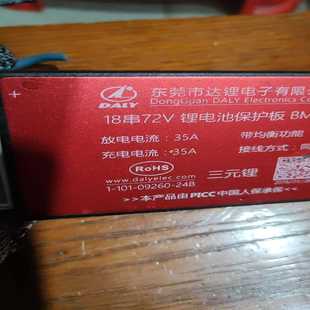 DALY
东莞市达锂电子有限
DongGuan DALY Electronics Co
18串72V 锂电池保护板 BM
放电电流：35A 带均衡功能
充电电流：35A 接线方式：同
RoHS
www.dalyelec.com 三元锂
1-101-09260-24B
>>>本产品由PICC中国人保承保<<<